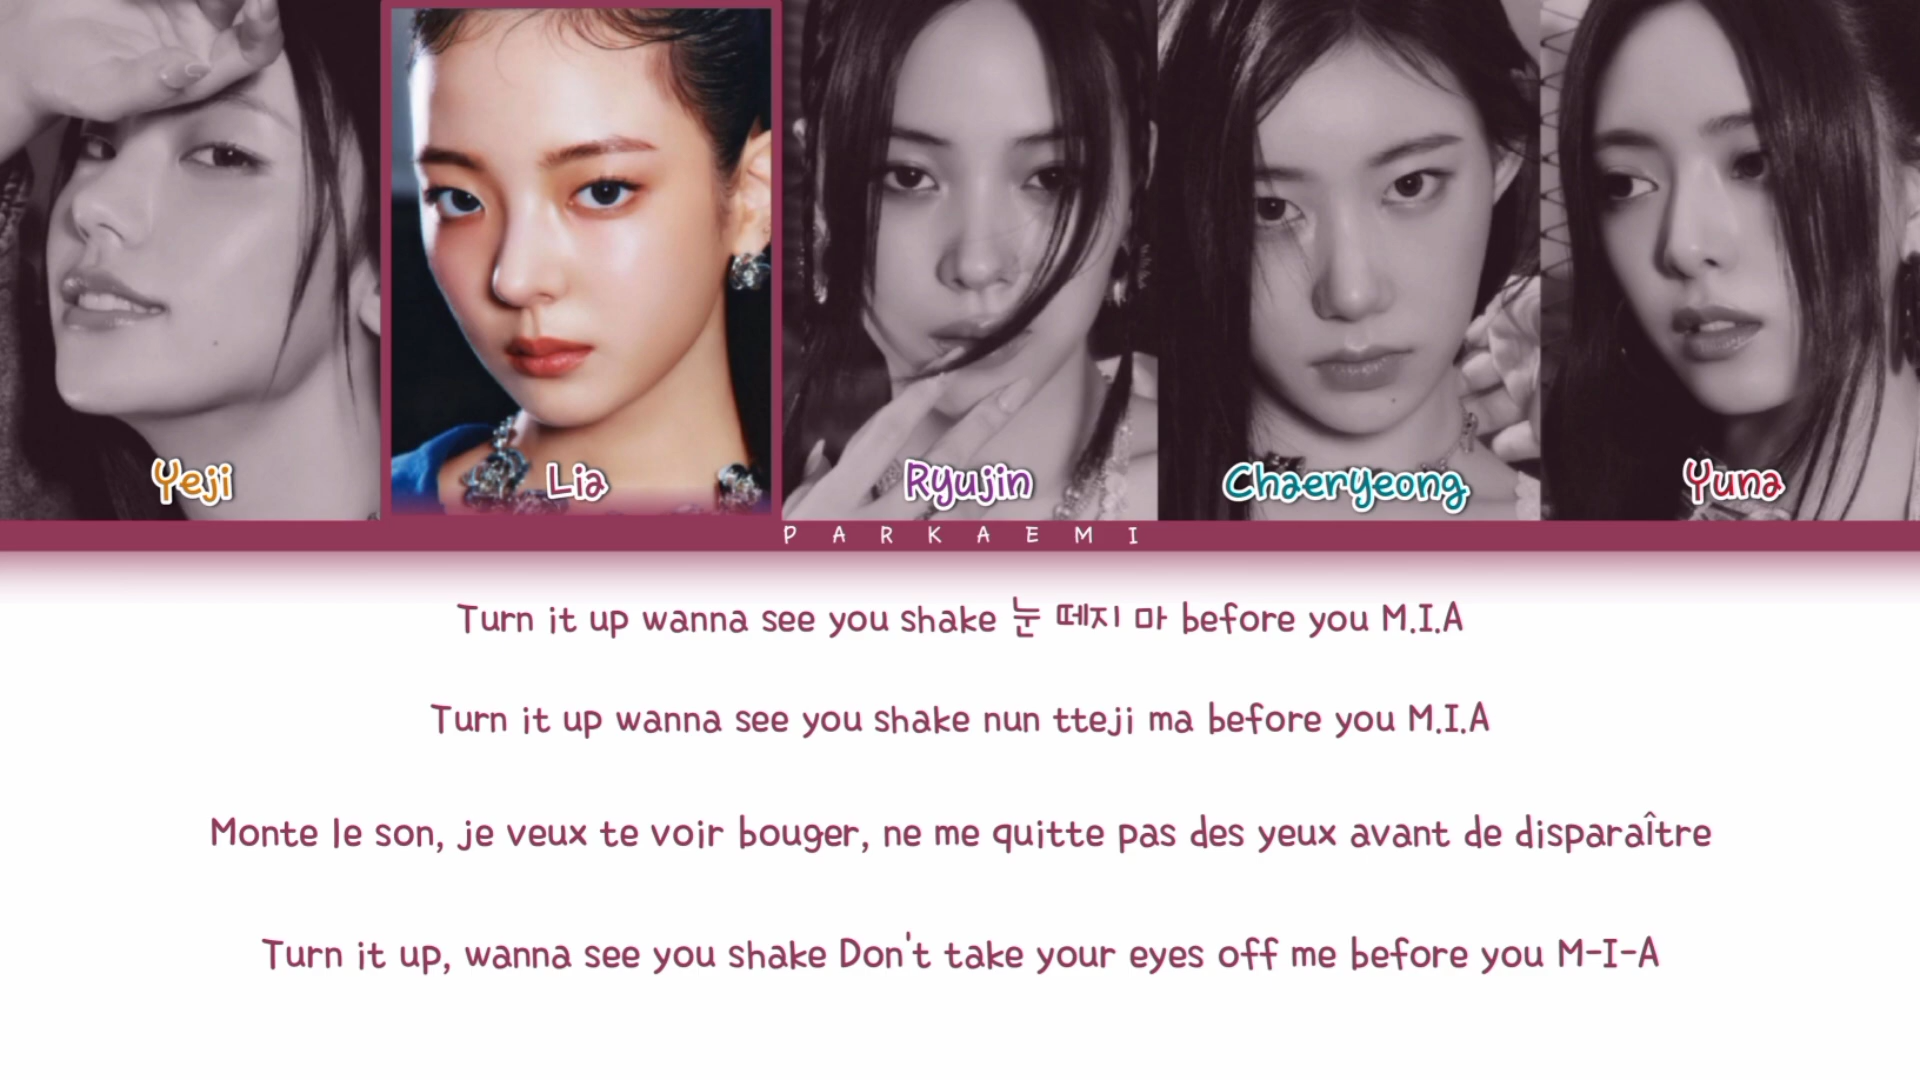 Yeji
Lia
Ryujin
Chaeryeong
Yuna
PARKAEMI
Turn it up wanna see you shake 눈 떼지 마 before you M.I.A
Turn it up wanna see you shake nun tteji ma before you M.I.A
Monte le son, je veux te voir bouger, ne me quitte pas des yeux avant de disparaître
Turn it up, wanna see you shake Don't take your eyes off me before you M-I-A